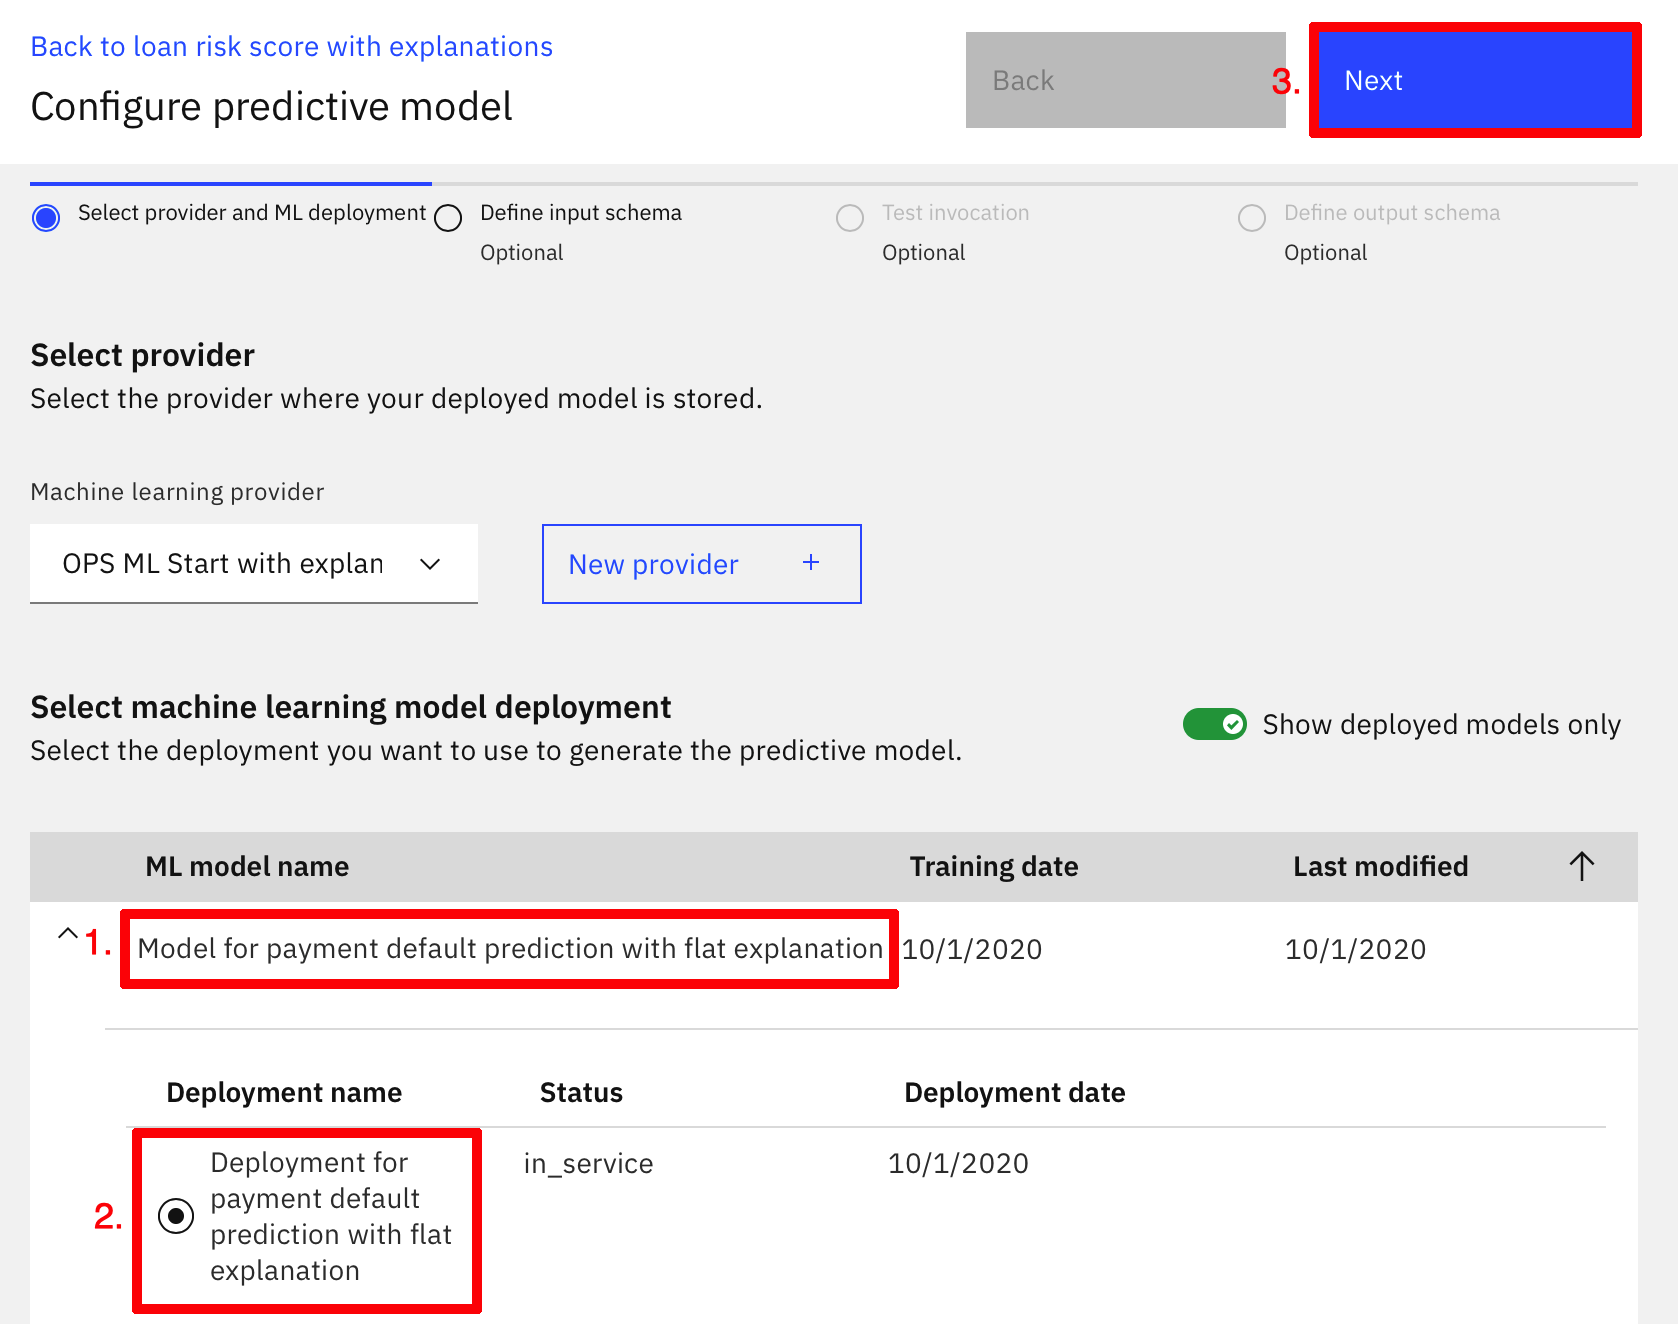 Back to loan risk score with explanations
Configure predictive model
Back
3.
Next
Select provider and ML deployment
Define input schema
Optional
Test invocation
Optional
Define output schema
Optional
Select provider
Select the provider where your deployed model is stored.
Machine learning provider
OPS ML Start with explan
New provider +
Select machine learning model deployment
Select the deployment you want to use to generate the predictive model.
Show deployed models only
ML model name Training date Last modified
1. Model for payment default prediction with flat explanation 10/1/2020 10/1/2020
Deployment name Status Deployment date
2.
Deployment for
payment default
prediction with flat
explanation
in_service
10/1/2020